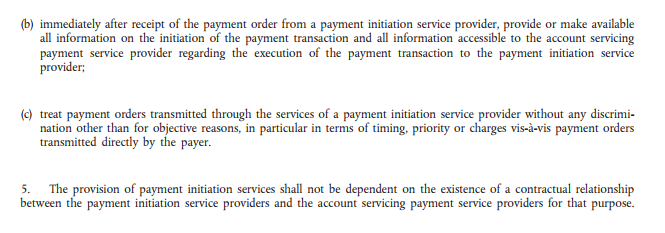 (b) immediately after receipt of the payment order from a payment initiation service provider, provide or make available
all information on the initiation of the payment transaction and all information accessible to the account servicing
payment service provider regarding the execution of the payment transaction to the payment initiation service
provider;
(c) treat payment orders transmitted through the services of a payment initiation service provider without any discrimi-
nation other than for objective reasons, in particular in terms of timing, priority or charges vis-à-vis payment orders
transmitted directly by the payer.
5. The provision of payment initiation services shall not be dependent on the existence of a contractual relationship
between the payment initiation service providers and the account servicing payment service providers for that purpose.